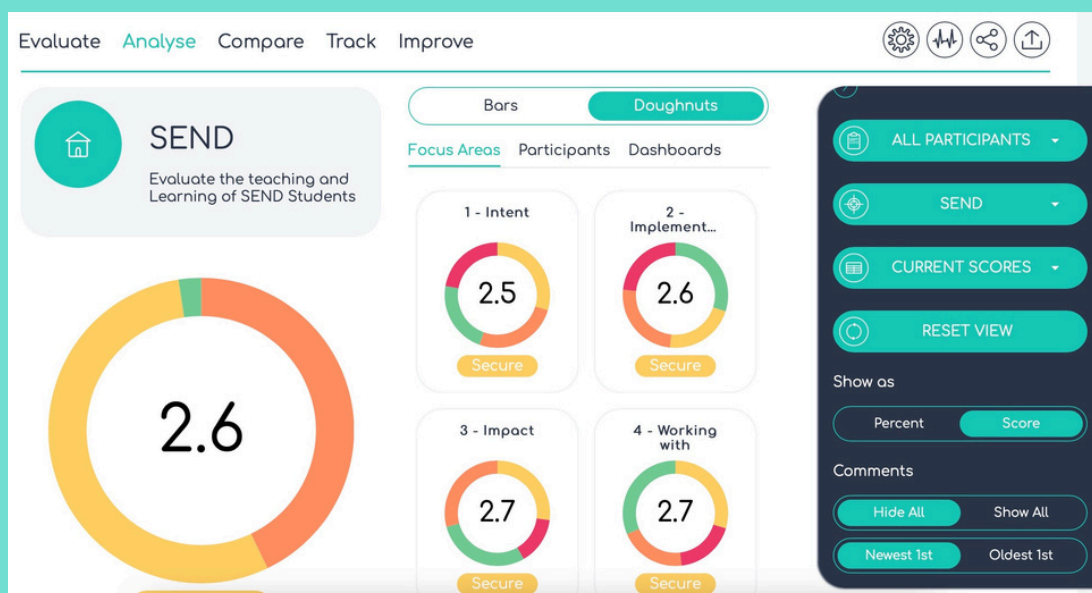 Evaluate Analyse Compare Track Improve
SEND
Evaluate the teaching and
Learning of SEND Students
2.6
Bars Doughnuts
Focus Areas Participants Dashboards
1 - Intent
2.5
Secure
2 -
Implement...
2.6
Secure
3 - Impact
2.7
Secure
4 - Working
with
2.7
Secure
ALL PARTICIPANTS
SEND
CURRENT SCORES
RESET VIEW
Show as
Percent Score
Comments
Hide All Show All
Newest 1st Oldest 1st